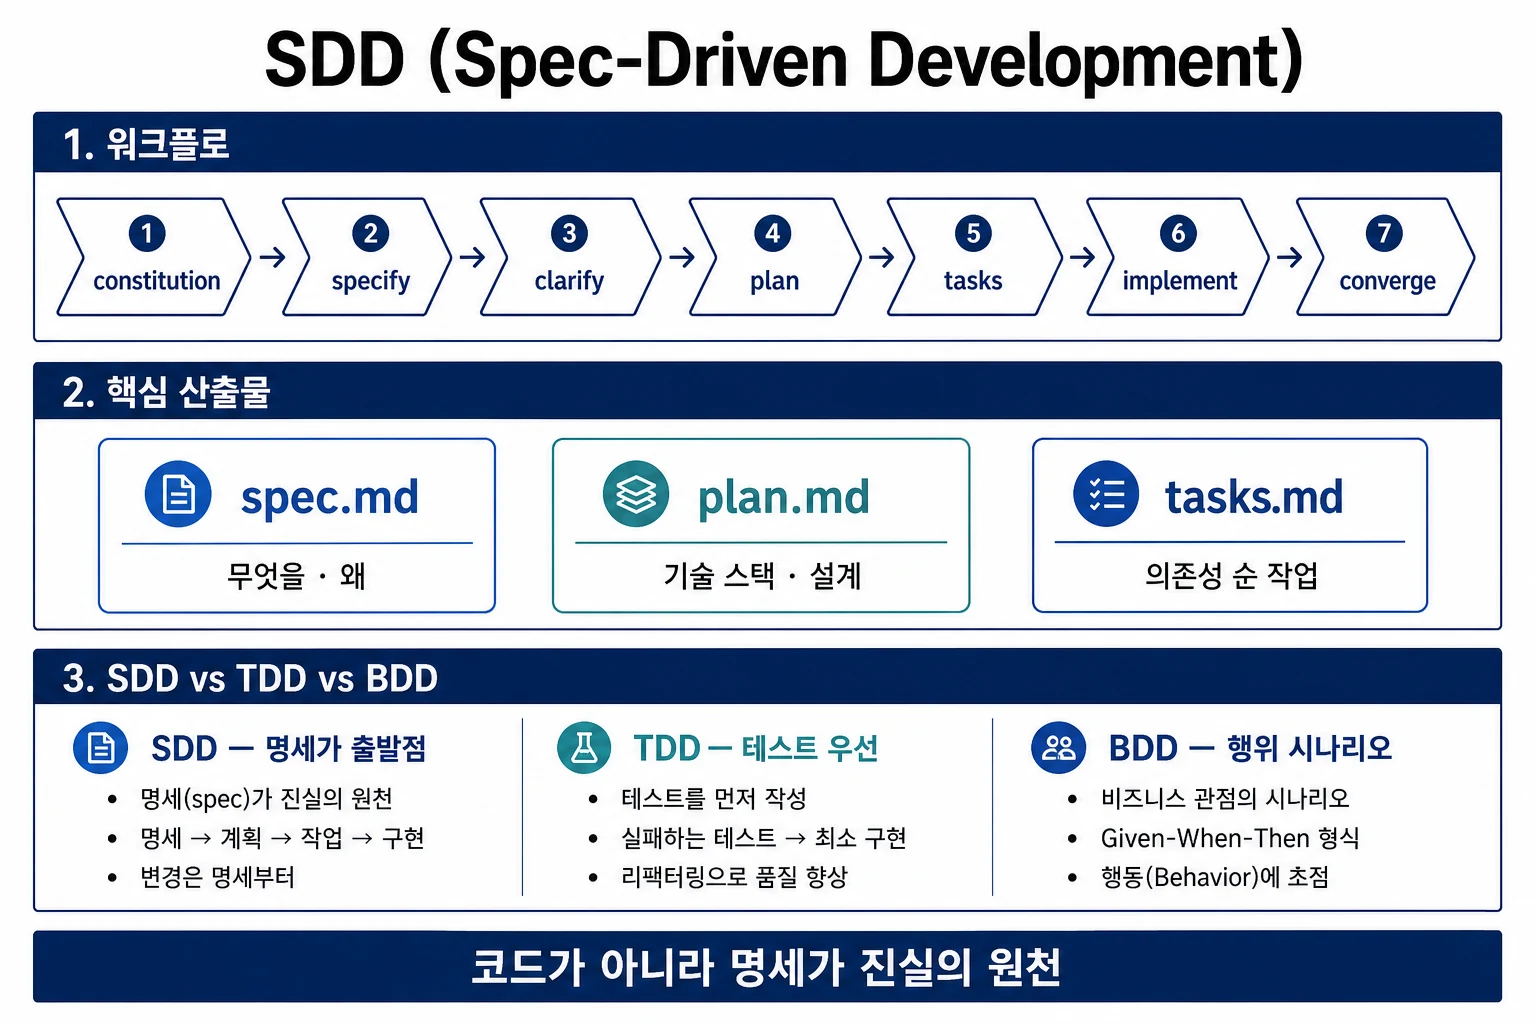 SDD (Spec-Driven Development)
1. 워크플로
1
constitution
2
specify
3
clarify
4
plan
5
tasks
6
implement
7
converge
2. 핵심 산출물
spec.md
무엇을 · 왜
plan.md
기술 스택 · 설계
tasks.md
의존성 순 작업
3. SDD vs TDD vs BDD
SDD — 명세가 출발점
• 명세(spec)가 진실의 원천
• 명세 → 계획 → 작업 → 구현
• 변경은 명세부터
TDD — 테스트 우선
• 테스트를 먼저 작성
• 실패하는 테스트 → 최소 구현
• 리팩터링으로 품질 향상
BDD — 행위 시나리오
• 비즈니스 관점의 시나리오
• Given-When-Then 형식
• 행동(Behavior)에 초점
코드가 아니라 명세가 진실의 원천